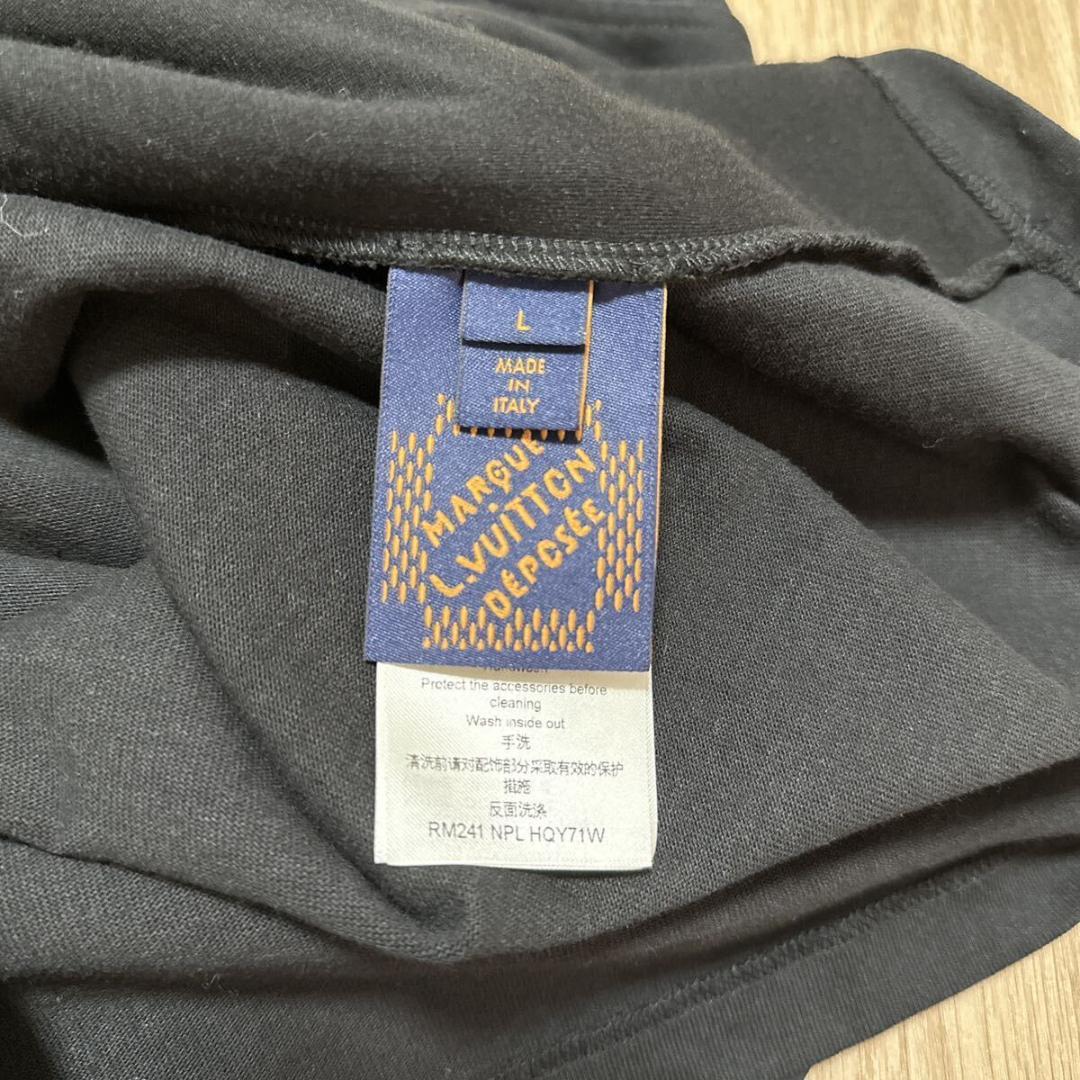 L
MADE
IN
ITALY
MARQUE
L.VUITTON
DÉPOSÉE
Protect the accessories before
cleaning
Wash inside out
手洗
清洗前请对配饰部分采取有效的保护
措施
反面洗涤
RM241 NPL HQY71W